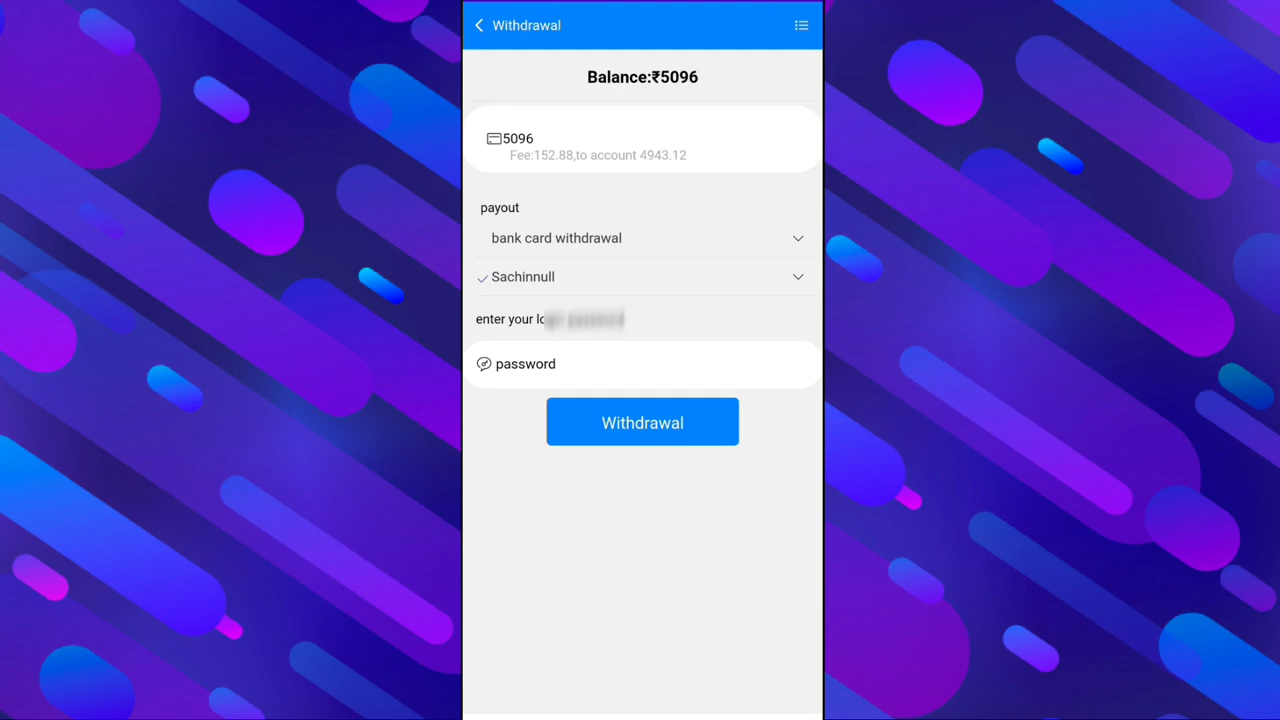 Withdrawal
Balance:₹5096
5096
Fee:152.88,to account 4943.12
payout
bank card withdrawal
Sachinnull
enter your
password
Withdrawal